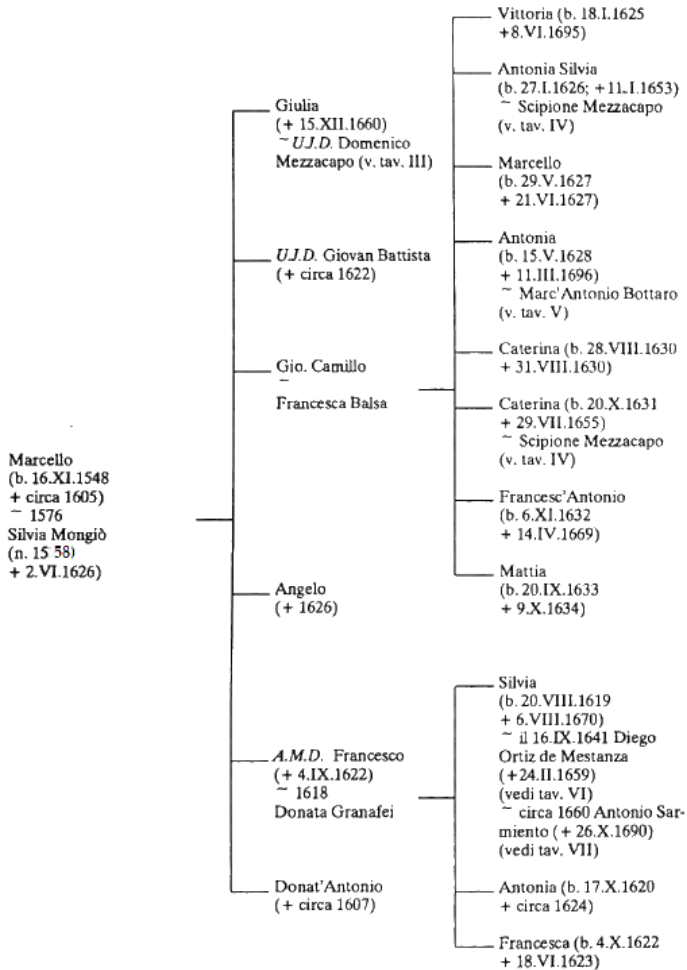 Marcello
(b. 16.XI.1548
+ circa 1605)
~ 1576
Silvia Mongiò
(n. 15 58)
+ 2.VI.1626)
Giulia
(+ 15.XII.1660)
~ U.J.D. Domenico
Mezzacapo (v. tav. III)
U.J.D. Giovan Battista
(+ circa 1622)
Gio. Camillo
~
Francesca Balsa
Angelo
(+ 1626)
A.M.D. Francesco
(+ 4.IX.1622)
~ 1618
Donata Granafei
Donat'Antonio
(+ circa 1607)
Vittoria (b. 18.I.1625
+8.VI.1695)
Antonia Silvia
(b. 27.I.1626; +11.I.1653)
~ Scipione Mezzacapo
(v. tav. IV)
Marcello
(b. 29.V.1627
+ 21.VI.1627)
Antonia
(b. 15.V.1628
+ 11.III.1696)
~ Marc'Antonio Bottaro
(v. tav. V)
Caterina (b. 28.VIII.1630
+ 31.VIII.1630)
Caterina (b. 20.X.1631
+ 29.VII.1655)
~ Scipione Mezzacapo
(v. tav. IV)
Francesc'Antonio
(b. 6.XI.1632
+ 14.IV.1669)
Mattia
(b. 20.IX.1633
+ 9.X.1634)
Silvia
(b. 20.VIII.1619
+ 6.VIII.1670)
~ il 16.IX.1641 Diego
Ortiz de Mestanza
(+24.II.1659)
(vedi tav. VI)
~ circa 1660 Antonio Sar-
miento (+ 26.X.1690)
(vedi tav. VII)
Antonia (b. 17.X.1620
+ circa 1624)
Francesca (b. 4.X.1622
+ 18.VI.1623)